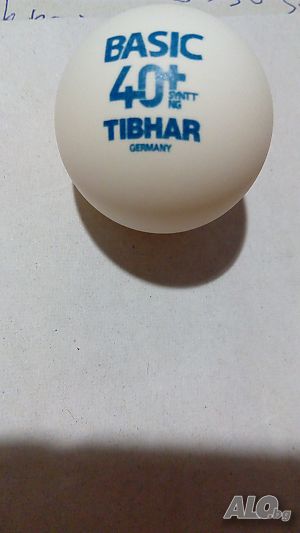 BASIC
40+
SYNTT
NG
TIBHAR
GERMANY
ALO.bg